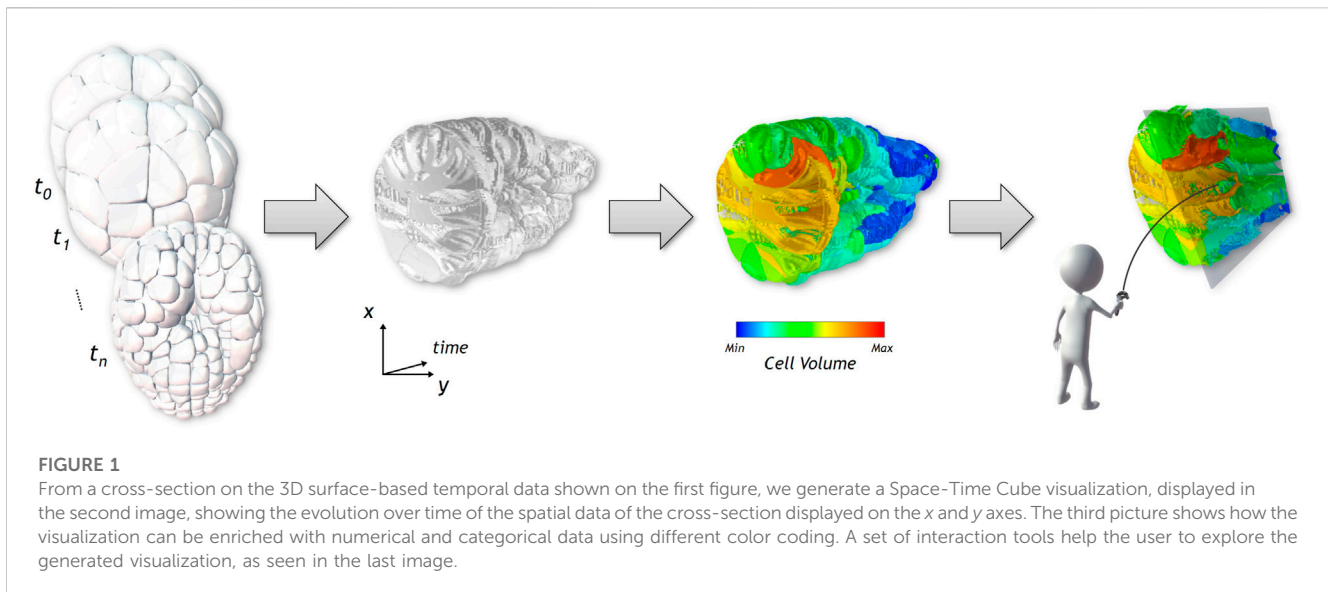 t0
t1
tn
x
time
y
Min
Max
Cell Volume
FIGURE 1
From a cross-section on the 3D surface-based temporal data shown on the first figure, we generate a Space-Time Cube visualization, displayed in
the second image, showing the evolution over time of the spatial data of the cross-section displayed on the x and y axes. The third picture shows how the
visualization can be enriched with numerical and categorical data using different color coding. A set of interaction tools help the user to explore the
generated visualization, as seen in the last image.